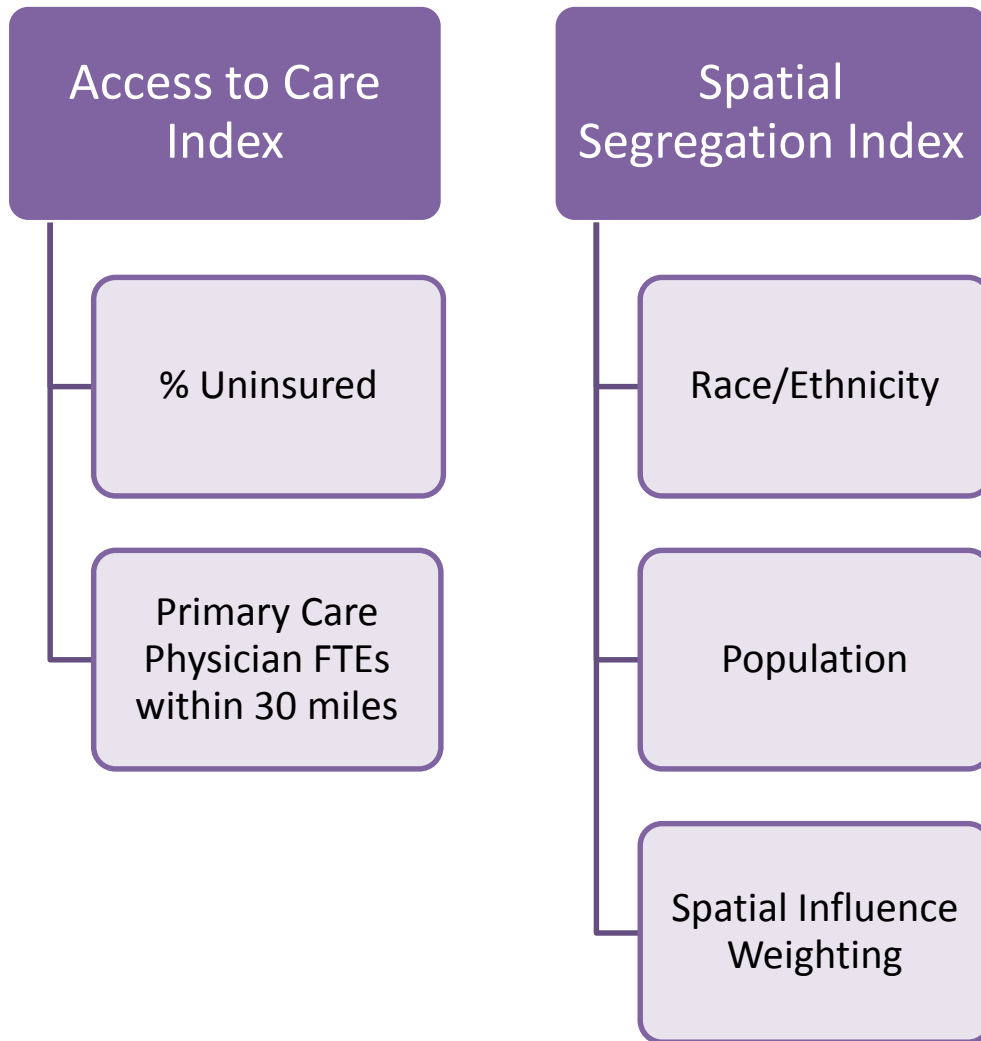 Access to Care
Index
% Uninsured
Primary Care
Physician FTEs
within 30 miles
Spatial
Segregation Index
Race/Ethnicity
Population
Spatial Influence
Weighting